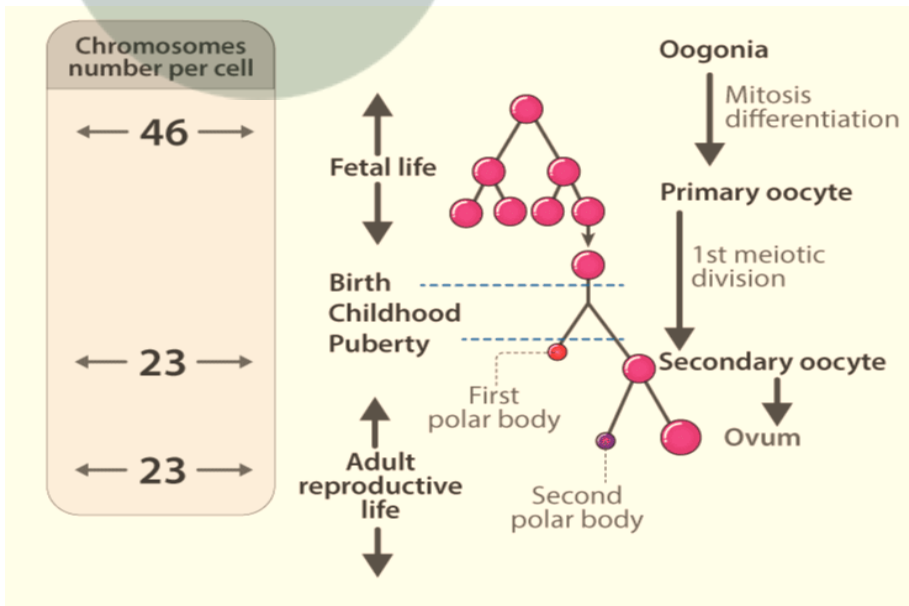 Chromosomes
number per cell
46
23
23
Fetal life
Birth
Childhood
Puberty
Adult
reproductive
life
First
polar body
Second
polar body
Oogonia
Mitosis
differentiation
Primary oocyte
1st meiotic
division
Secondary oocyte
Ovum